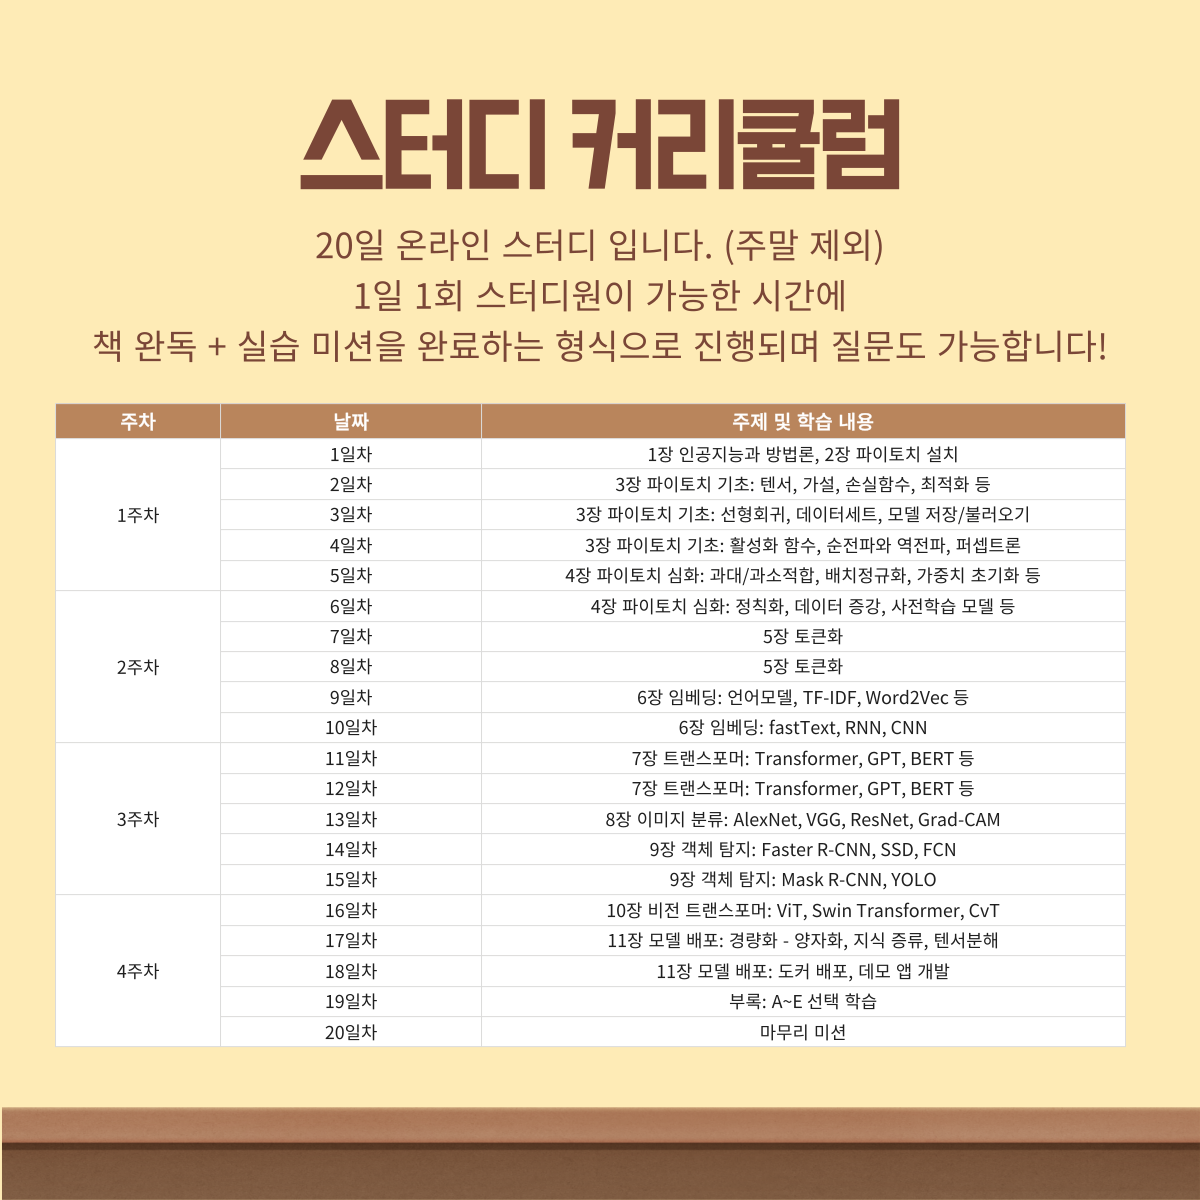 스터디 커리큘럼
20일 온라인 스터디 입니다. (주말 제외)
1일 1회 스터디원이 가능한 시간에
책 완독 + 실습 미션을 완료하는 형식으로 진행되며 질문도 가능합니다!
주차 날짜 주제 및 학습 내용
1주차
1일차 1장 인공지능과 방법론, 2장 파이토치 설치
2일차 3장 파이토치 기초: 텐서, 가설, 손실함수, 최적화 등
3일차 3장 파이토치 기초: 선형회귀, 데이터세트, 모델 저장/불러오기
4일차 3장 파이토치 기초: 활성화 함수, 순전파와 역전파, 퍼셉트론
5일차 4장 파이토치 심화: 과대/과소적합, 배치정규화, 가중치 초기화 등
2주차
6일차 4장 파이토치 심화: 정칙화, 데이터 증강, 사전학습 모델 등
7일차 5장 토큰화
8일차 5장 토큰화
9일차 6장 임베딩: 언어모델, TF-IDF, Word2Vec 등
10일차 6장 임베딩: fastText, RNN, CNN
3주차
11일차 7장 트랜스포머: Transformer, GPT, BERT 등
12일차 7장 트랜스포머: Transformer, GPT, BERT 등
13일차 8장 이미지 분류: AlexNet, VGG, ResNet, Grad-CAM
14일차 9장 객체 탐지: Faster R-CNN, SSD, FCN
15일차 9장 객체 탐지: Mask R-CNN, YOLO
4주차
16일차 10장 비전 트랜스포머: ViT, Swin Transformer, CvT
17일차 11장 모델 배포: 경량화 - 양자화, 지식 증류, 텐서분해
18일차 11장 모델 배포: 도커 배포, 데모 앱 개발
19일차 부록: A~E 선택 학습
20일차 마무리 미션